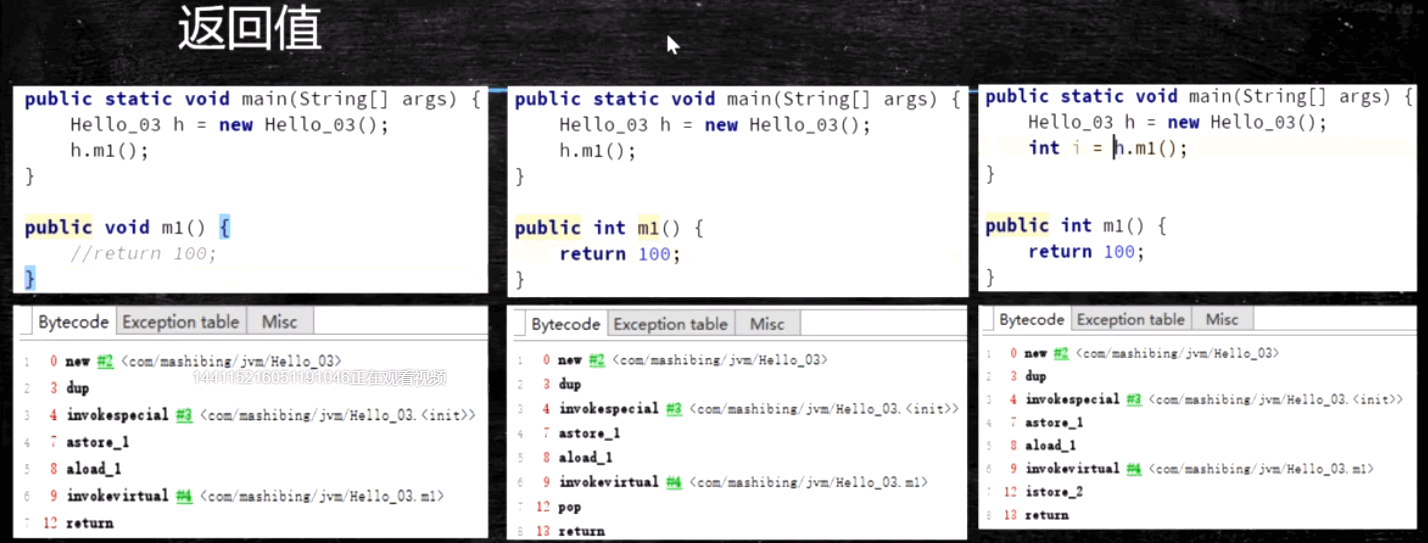 返回值
public static void main(String[] args) {
Hello_03 h = new Hello_03();
h.m1();
}
public void m1() {
//return 100;
}
Bytecode Exception table Misc
1 0 new #2 <com/mashibing/jvm/Hello_03>
2 3 dup
3 4 invokespecial #3 <com/mashibing/jvm/Hello_03.<init>>
4 7 astore_1
5 8 aload_1
6 9 invokevirtual #4 <com/mashibing/jvm/Hello_03.m1>
7 12 return
144115216051191046正在观看视频
public static void main(String[] args) {
Hello_03 h = new Hello_03();
h.m1();
}
public int m1() {
return 100;
}
Bytecode Exception table Misc
1 0 new #2 <com/mashibing/jvm/Hello_03>
2 3 dup
3 4 invokespecial #3 <com/mashibing/jvm/Hello_03.<init>>
4 7 astore_1
5 8 aload_1
6 9 invokevirtual #4 <com/mashibing/jvm/Hello_03.m1>
7 12 pop
8 13 return
public static void main(String[] args) {
Hello_03 h = new Hello_03();
int i = h.m1();
}
public int m1() {
return 100;
}
Bytecode Exception table Misc
1 0 new #2 <com/mashibing/jvm/Hello_03>
2 3 dup
3 4 invokespecial #3 <com/mashibing/jvm/Hello_03.<init>>
4 7 astore_1
5 8 aload_1
6 9 invokevirtual #4 <com/mashibing/jvm/Hello_03.m1>
7 12 istore_2
8 13 return